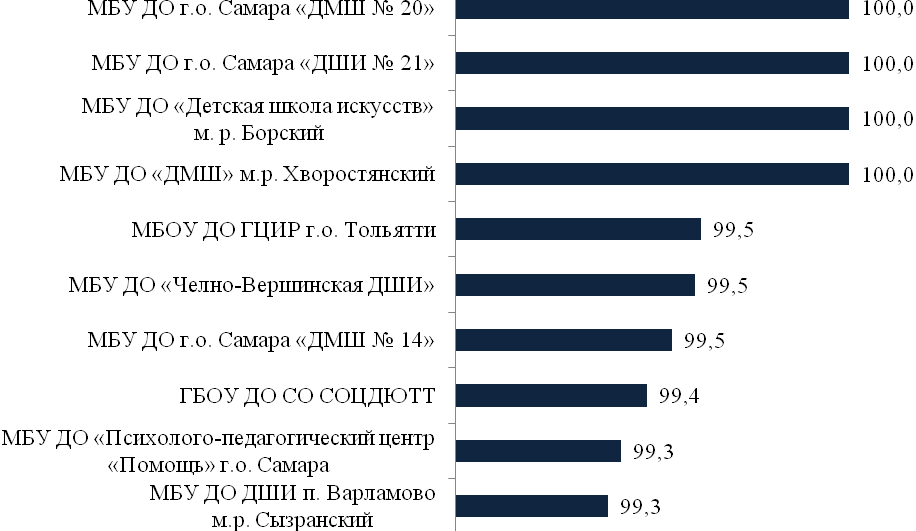 МБУ ДО г.о. Самара «ДМШ № 20» 100,0
МБУ ДО г.о. Самара «ДШИ № 21» 100,0
МБУ ДО «Детская школа искусств»
м. р. Борский 100,0
МБУ ДО «ДМШ» м.р. Хворостянский 100,0
МБОУ ДО ГЦИР г.о. Тольятти 99,5
МБУ ДО «Челно-Вершинская ДШИ» 99,5
МБУ ДО г.о. Самара «ДМШ № 14» 99,5
ГБОУ ДО СО СОЦДЮТТ 99,4
МБУ ДО «Психолого-педагогический центр
«Помощь» г.о. Самара 99,3
МБУ ДО ДШИ п. Варламово
м.р. Сызранский 99,3